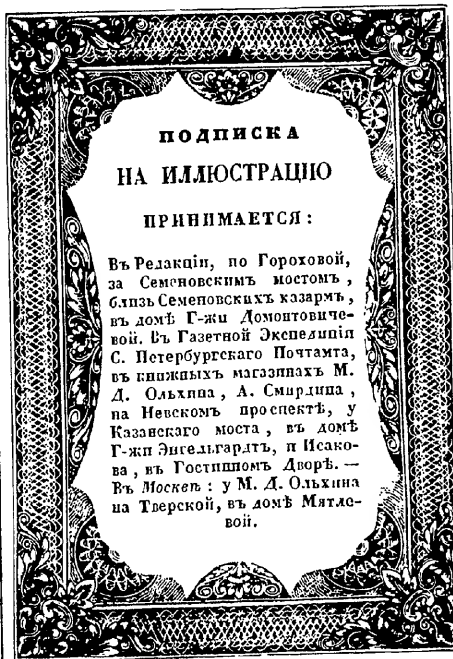 ПОДПИСКА
НА ИЛЛЮСТРАЦІЮ
ПРИНИМАЕТСЯ:
Въ Редакціи, по Гороховой,
за Семеновскимъ мостомъ,
близь Семеновскихъ казармъ,
въ домѣ Г-жи Домонтовиче-
вой. Въ Газетной Экспедиціи
С. Петербургскаго Почтамта,
въ книжныхъ магазинахъ М.
Д. Ольхина, А. Смирдина,
на Невскомъ проспектѣ, у
Казанскаго моста, въ домѣ
Г-жи Энгельгардтъ, и Исако-
ва, въ Гостинномъ Дворѣ. —
Въ Москвѣ: у М. Д. Ольхина
на Тверской, въ домѣ Мятле-
вой.